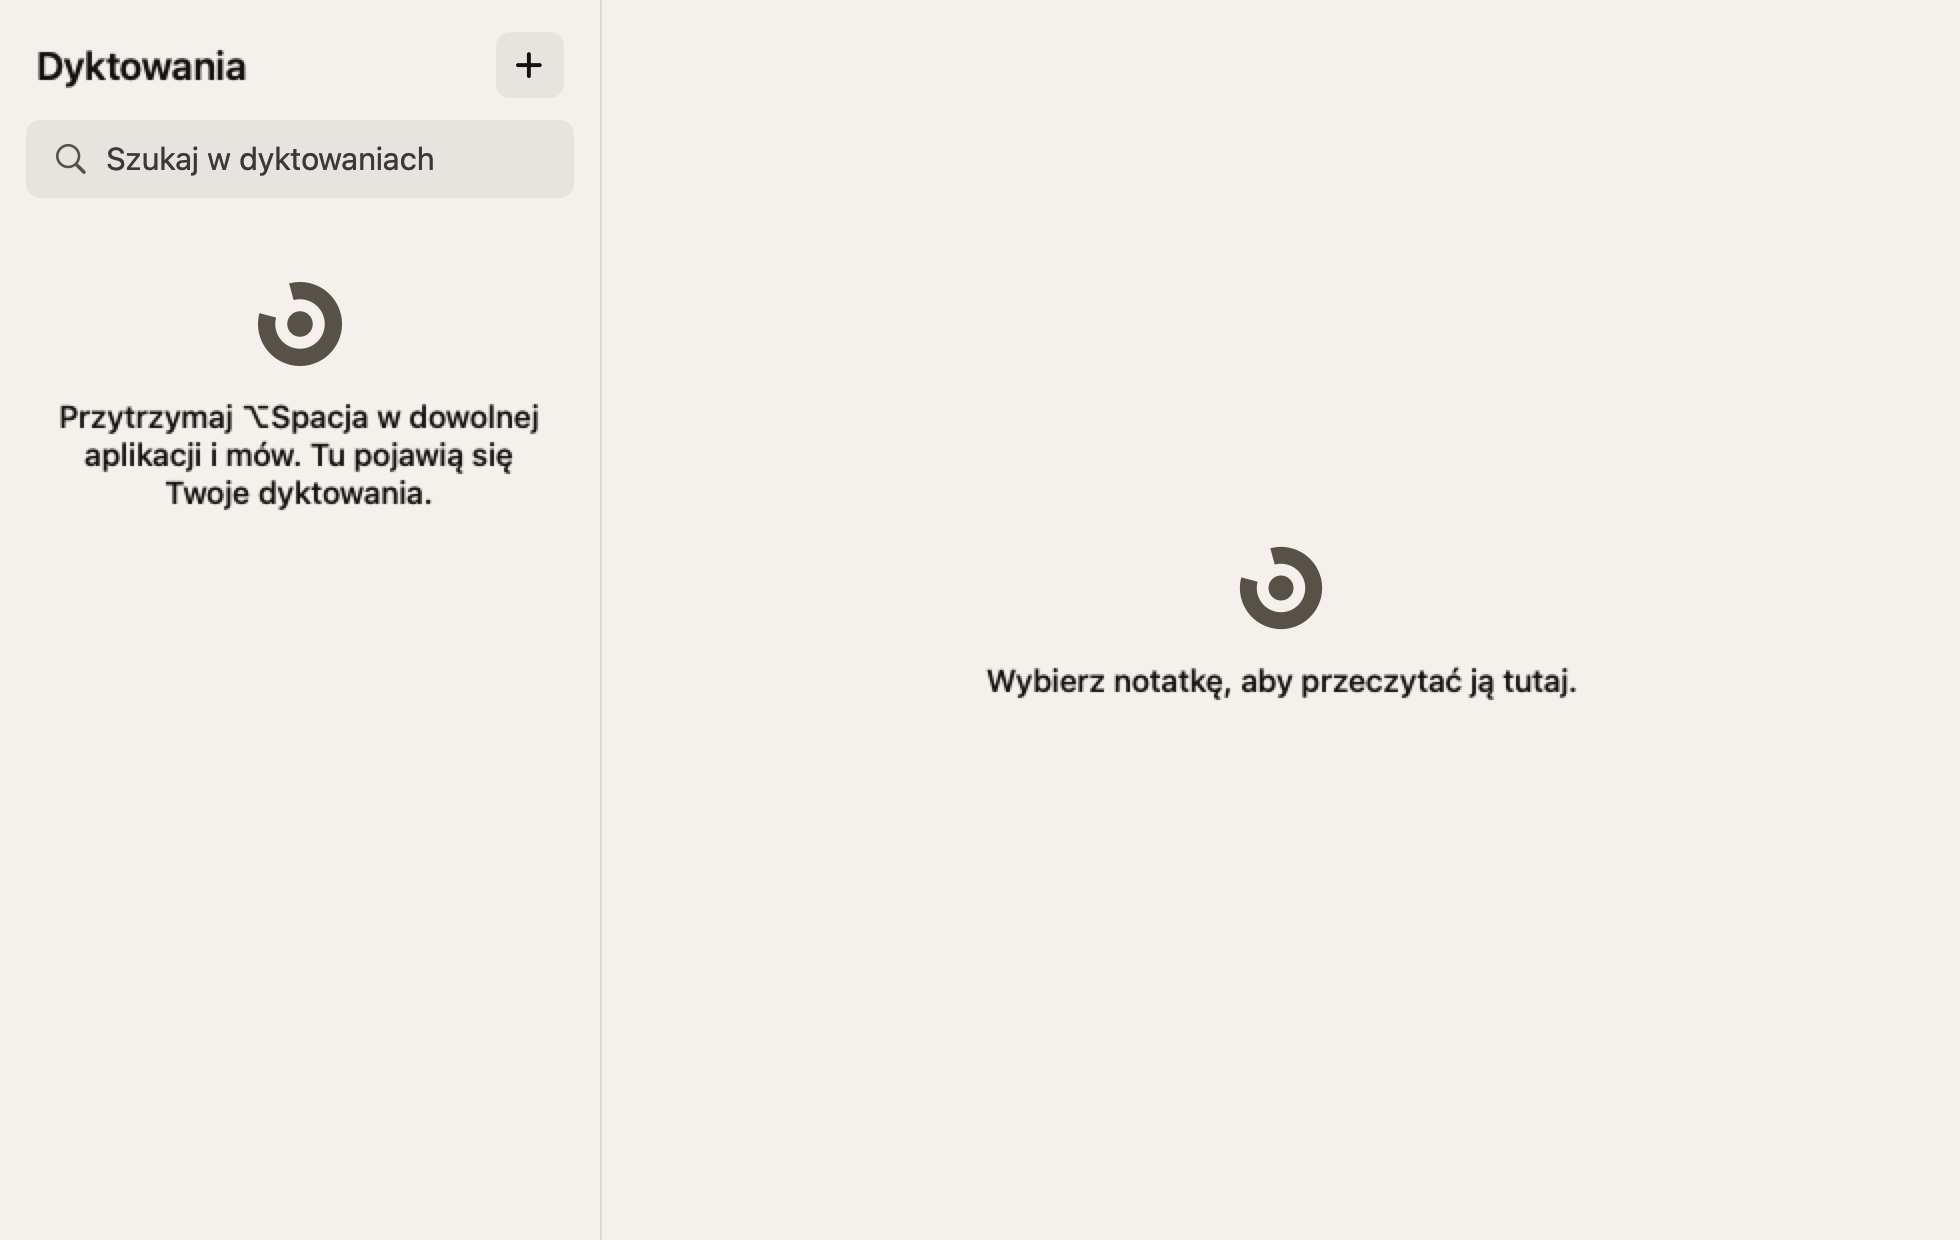 Dyktowania
Szukaj w dyktowaniach
Przytrzymaj ⌥Spacja w dowolnej
aplikacji i mów. Tu pojawią się
Twoje dyktowania.
Wybierz notatkę, aby przeczytać ją tutaj.